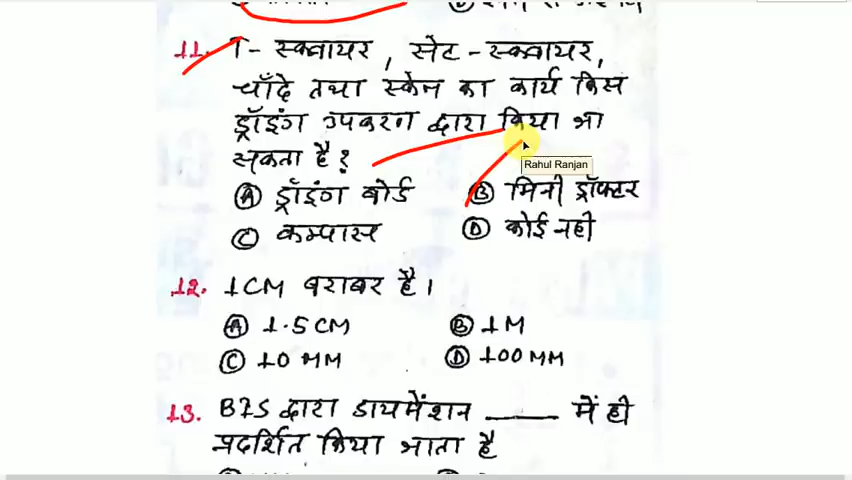 11. T- स्क्वायर, सेट-स्क्वायर,
चाँदे तथा स्केल का कार्य किस
ड्रॉइंग उपकरण द्वारा किया जा
सकता है?
Rahul Ranjan
Ⓐ ड्रॉइंग बोर्ड Ⓑ मिनी ड्रॉफ्टर
Ⓒ कम्पास Ⓓ कोई नही
12. 1CM बराबर है।
Ⓐ 1.5 CM Ⓑ 1M
Ⓒ 10 MM Ⓓ 100 MM
13. BIS द्वारा डायमेंशन _____ में ही
प्रदर्शित किया जाता है